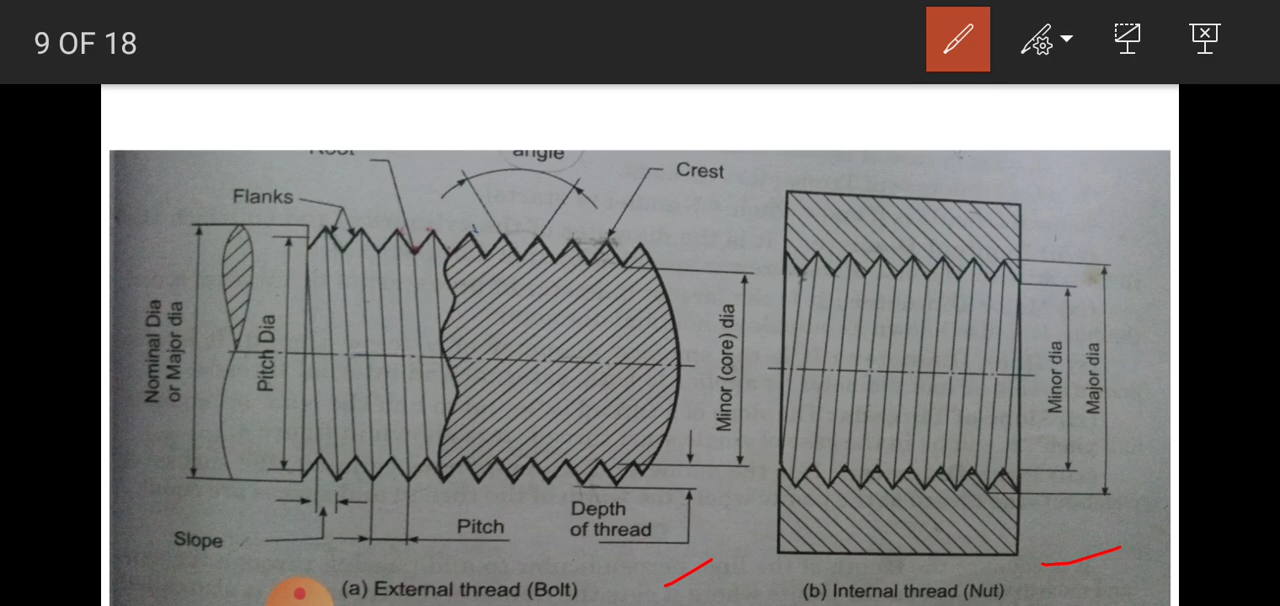 9 OF 18
angle
Crest
Flanks
Nominal Dia
or Major dia
Pitch Dia
Minor (core) dia
Minor dia
Major dia
Slope
Pitch
Depth
of thread
(a) External thread (Bolt)
(b) Internal thread (Nut)